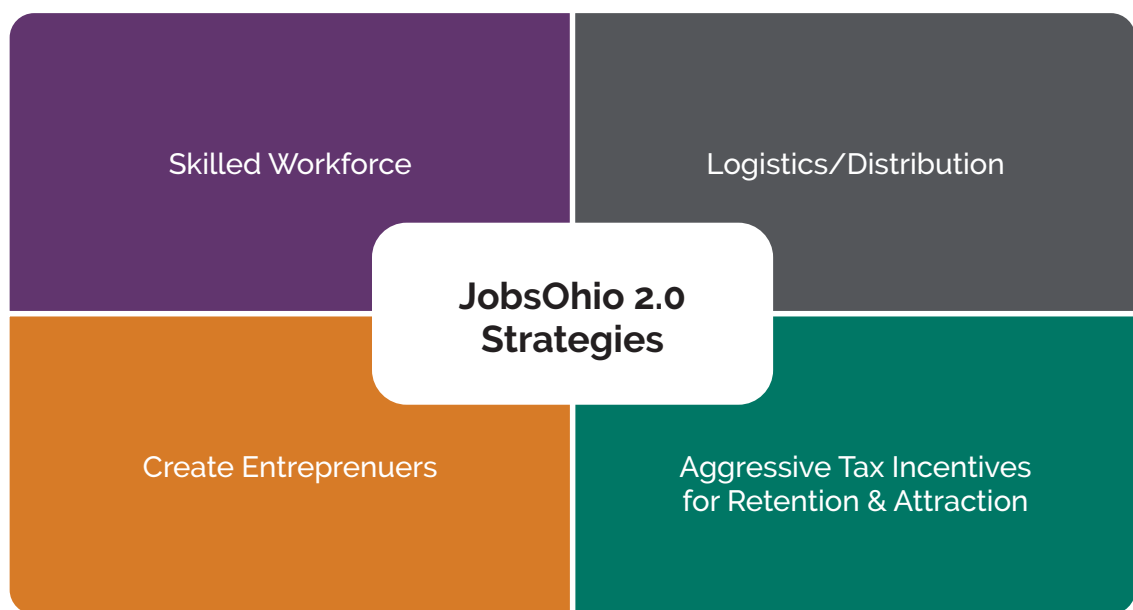 Skilled Workforce
Logistics/Distribution
JobsOhio 2.0
Strategies
Create Entreprenuers
Aggressive Tax Incentives
for Retention & Attraction